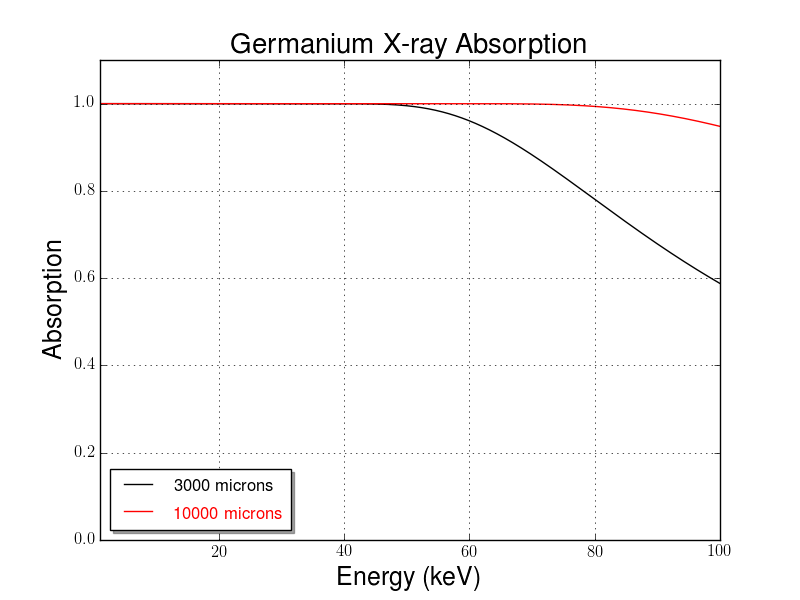 Germanium X-ray Absorption
Absorption
1.0
0.8
0.6
0.4
0.2
0.0
3000 microns
10000 microns
20 40 60 80 100
Energy (keV)